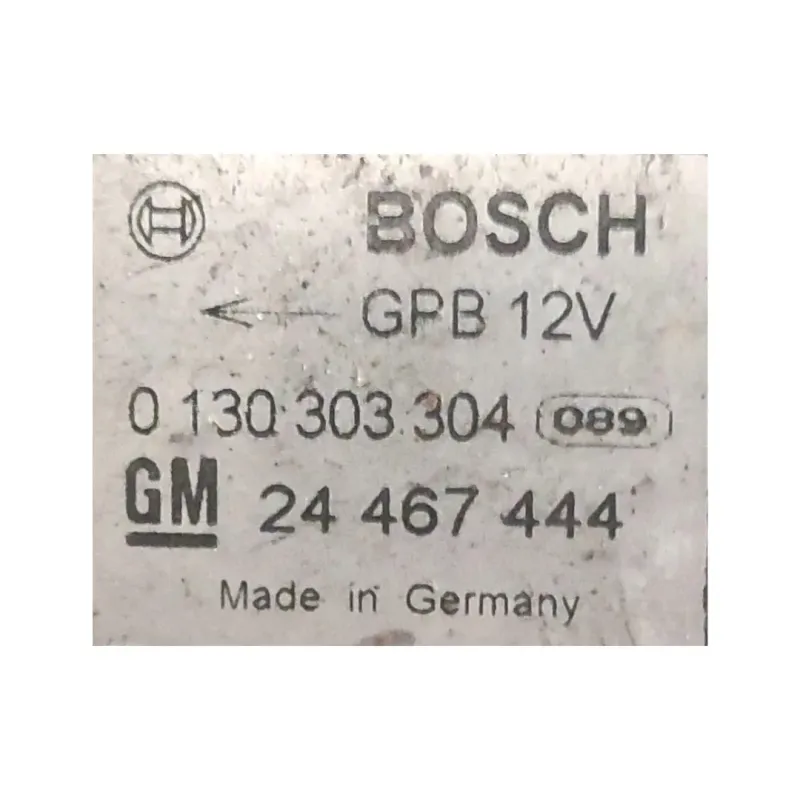 BOSCH
← GPB 12V
0 130 303 304 089
GM 24 467 444
Made in Germany